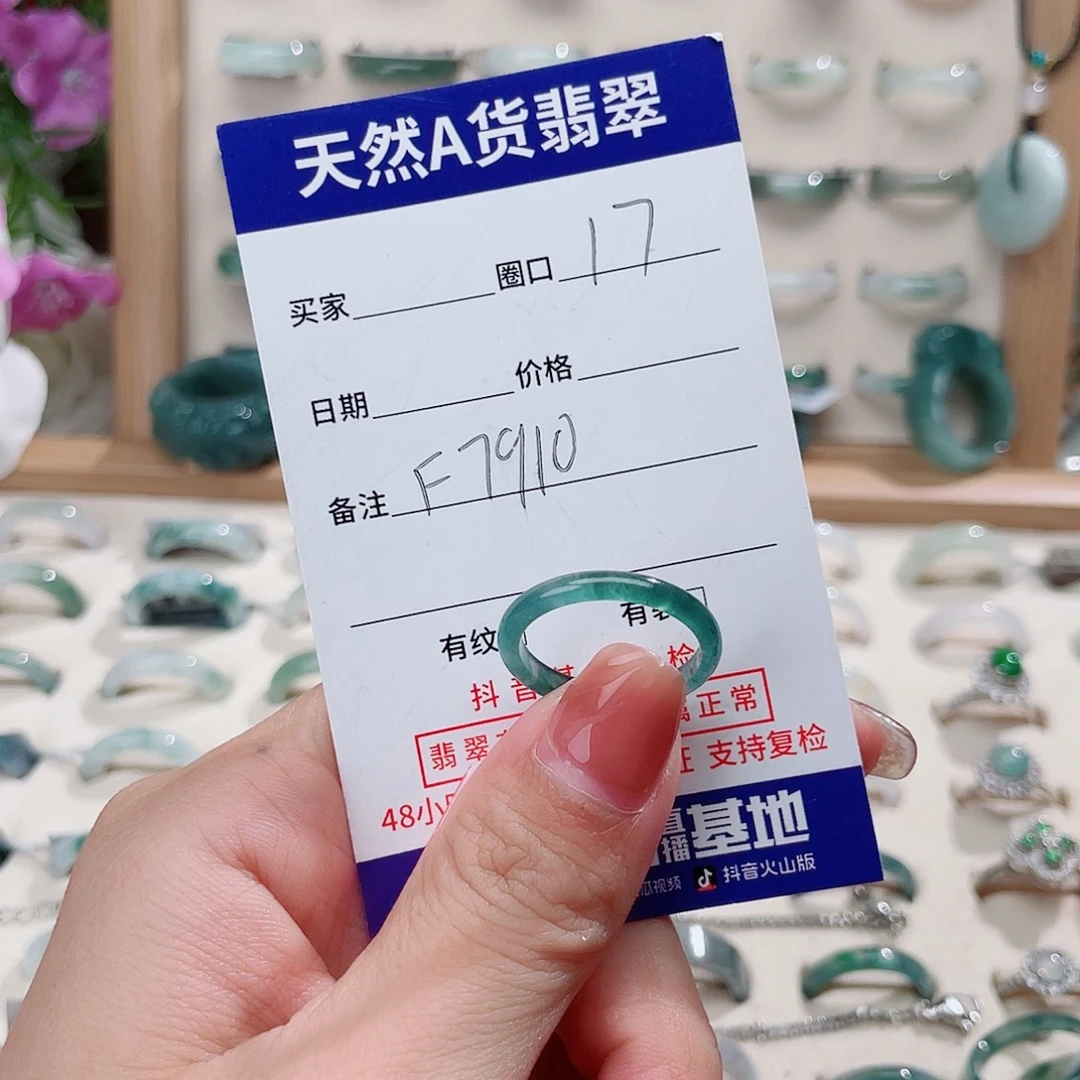 天然A货翡翠
买家 圈口 17
日期 价格
备注 F7910
有纹 有
抖音 检
翡翠 正常
48小 支持复检
播基地
视频 抖音火山版